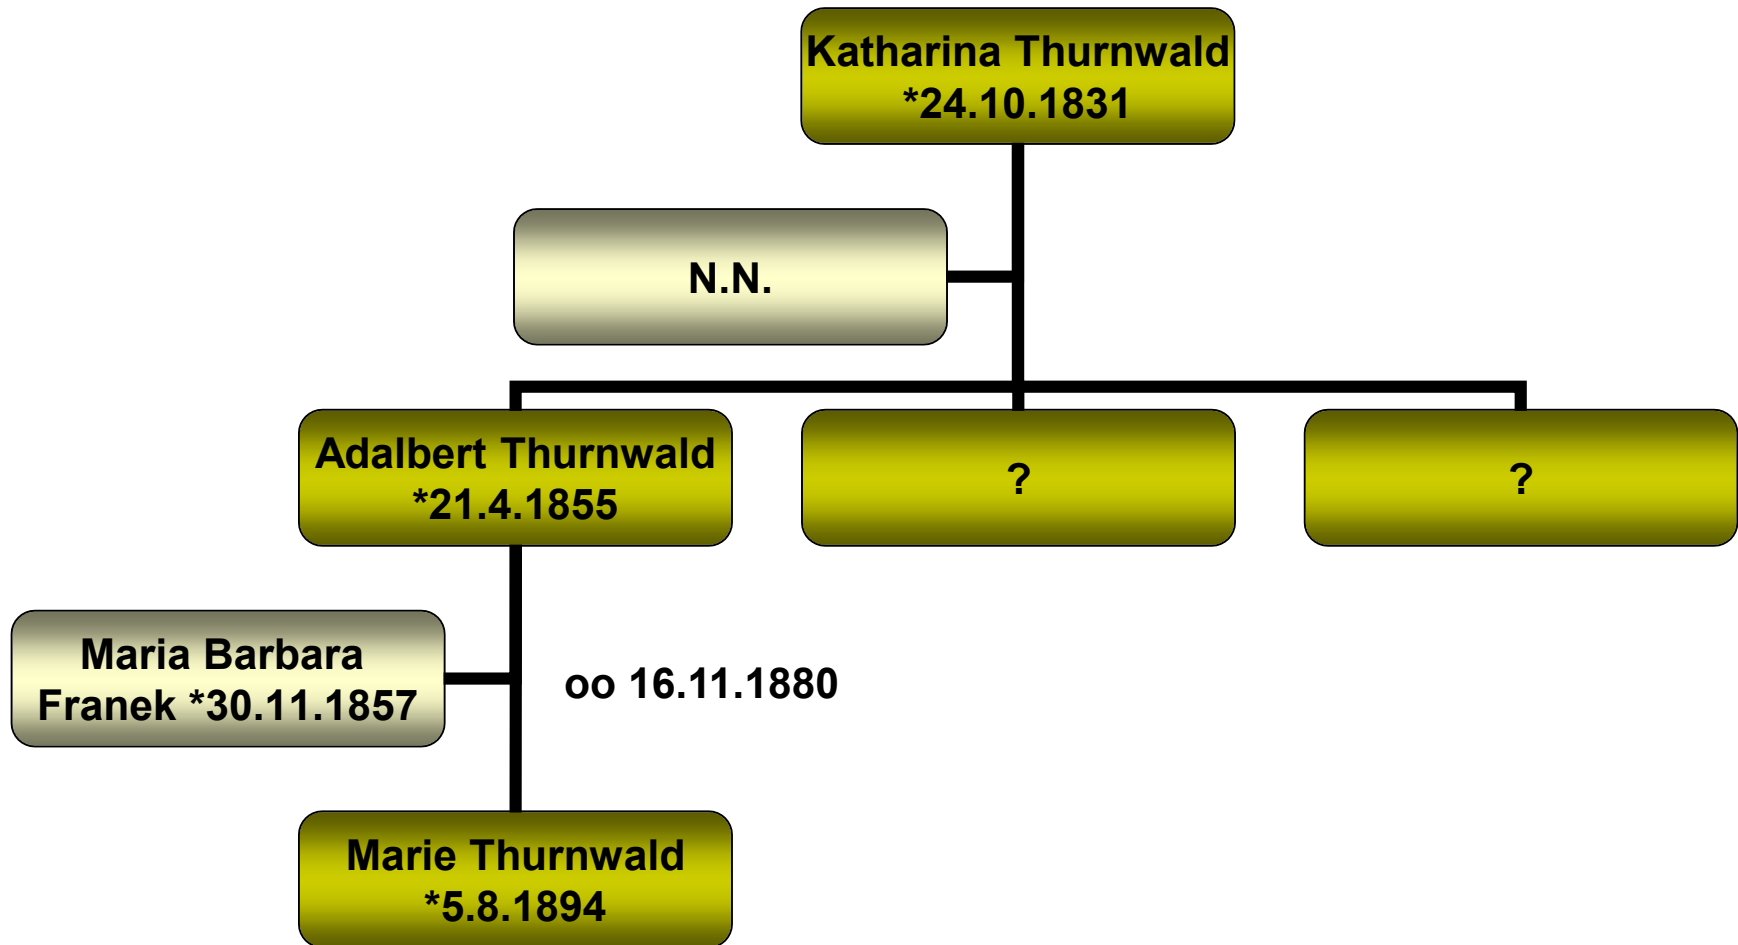 Katharina Thurnwald
*24.10.1831
N.N.
Adalbert Thurnwald
*21.4.1855
?
?
Maria Barbara
Franek *30.11.1857
oo 16.11.1880
Marie Thurnwald
*5.8.1894